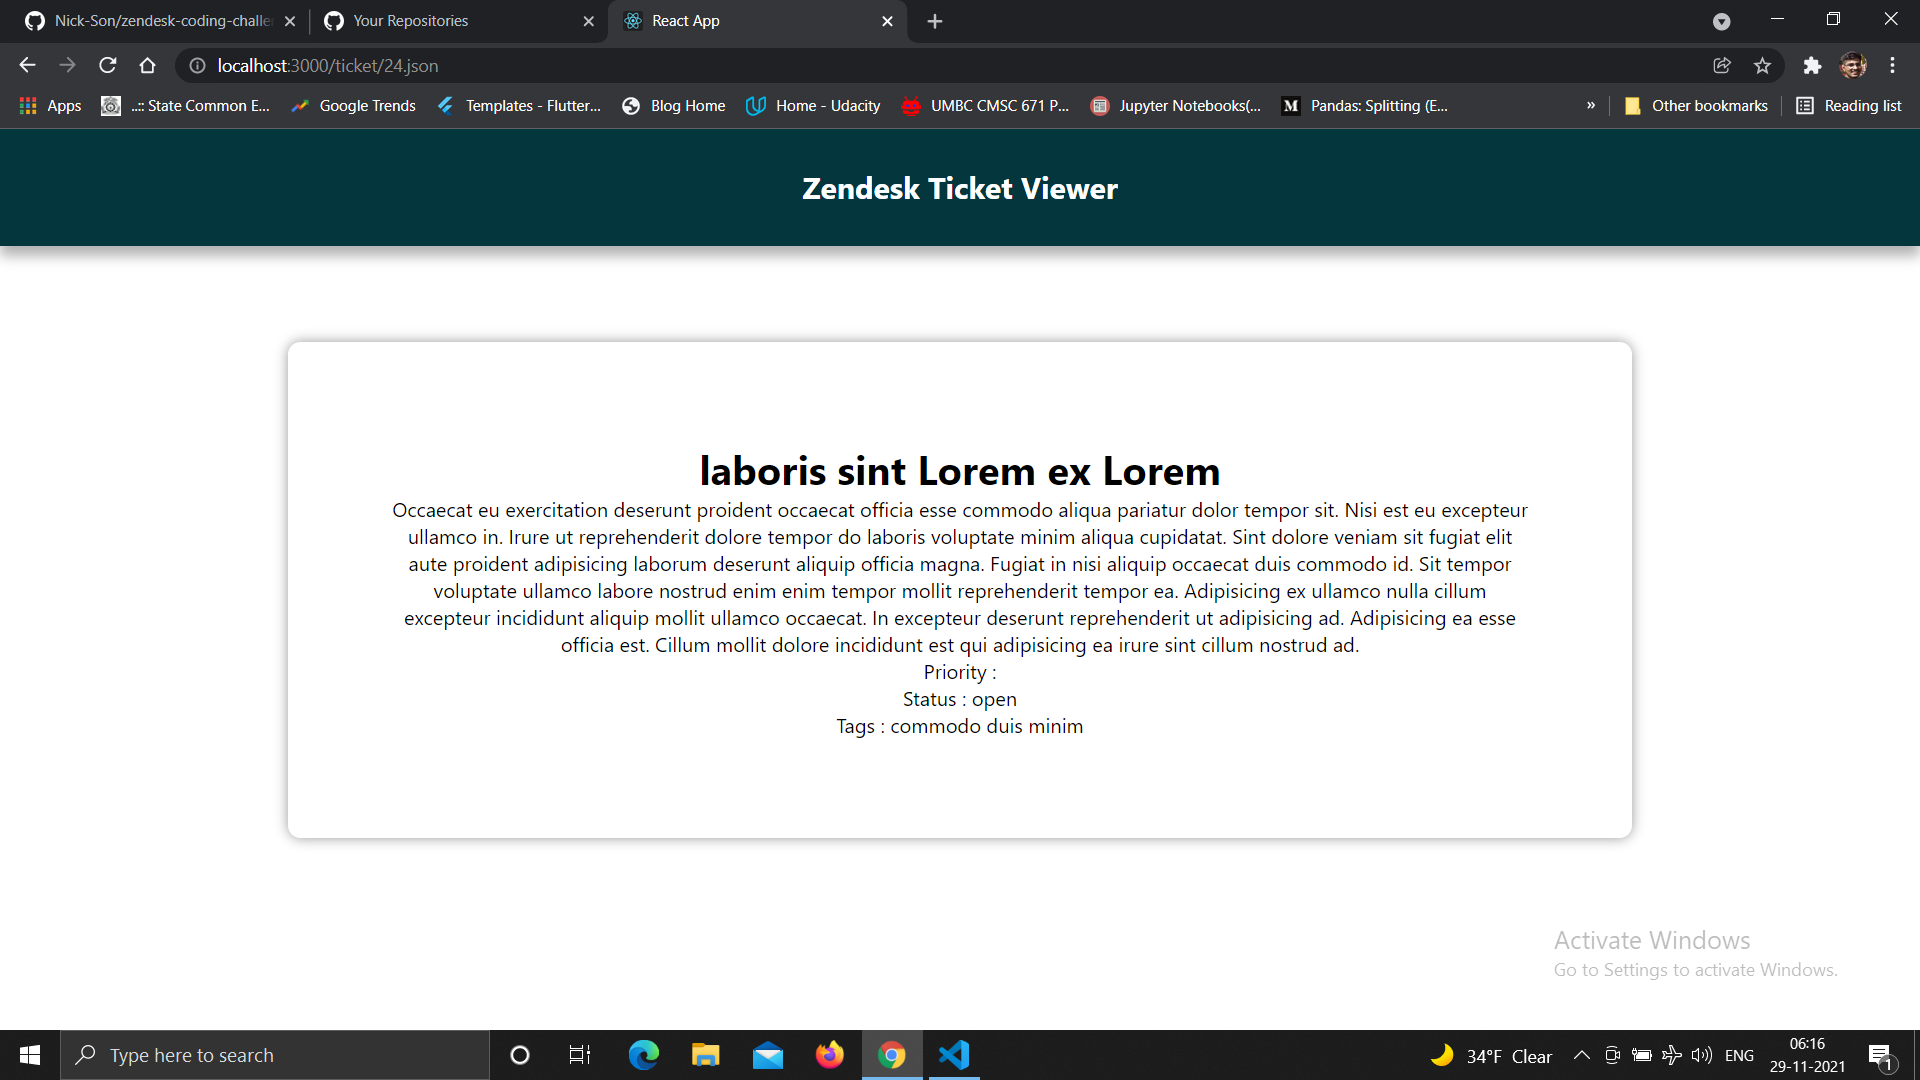 Nick-Son/zendesk-coding-challe
Your Repositories
React App
localhost:3000/ticket/24.json
Apps
..:: State Common E...
Google Trends
Templates - Flutter...
Blog Home
Home - Udacity
UMBC CMSC 671 P...
Jupyter Notebooks(...
M
Pandas: Splitting (E...
»
Other bookmarks
Reading list
Zendesk Ticket Viewer
laboris sint Lorem ex Lorem
Occaecat eu exercitation deserunt proident occaecat officia esse commodo aliqua pariatur dolor tempor sit. Nisi est eu excepteur
ullamco in. Irure ut reprehenderit dolore tempor do laboris voluptate minim aliqua cupidatat. Sint dolore veniam sit fugiat elit
aute proident adipisicing laborum deserunt aliquip officia magna. Fugiat in nisi aliquip occaecat duis commodo id. Sit tempor
voluptate ullamco labore nostrud enim enim tempor mollit reprehenderit tempor ea. Adipisicing ex ullamco nulla cillum
excepteur incididunt aliquip mollit ullamco occaecat. In excepteur deserunt reprehenderit ut adipisicing ad. Adipisicing ea esse
officia est. Cillum mollit dolore incididunt est qui adipisicing ea irure sint cillum nostrud ad.
Priority :
Status : open
Tags : commodo duis minim
Activate Windows
Go to Settings to activate Windows.
Type here to search
34°F Clear
ENG
06:16
29-11-2021
1